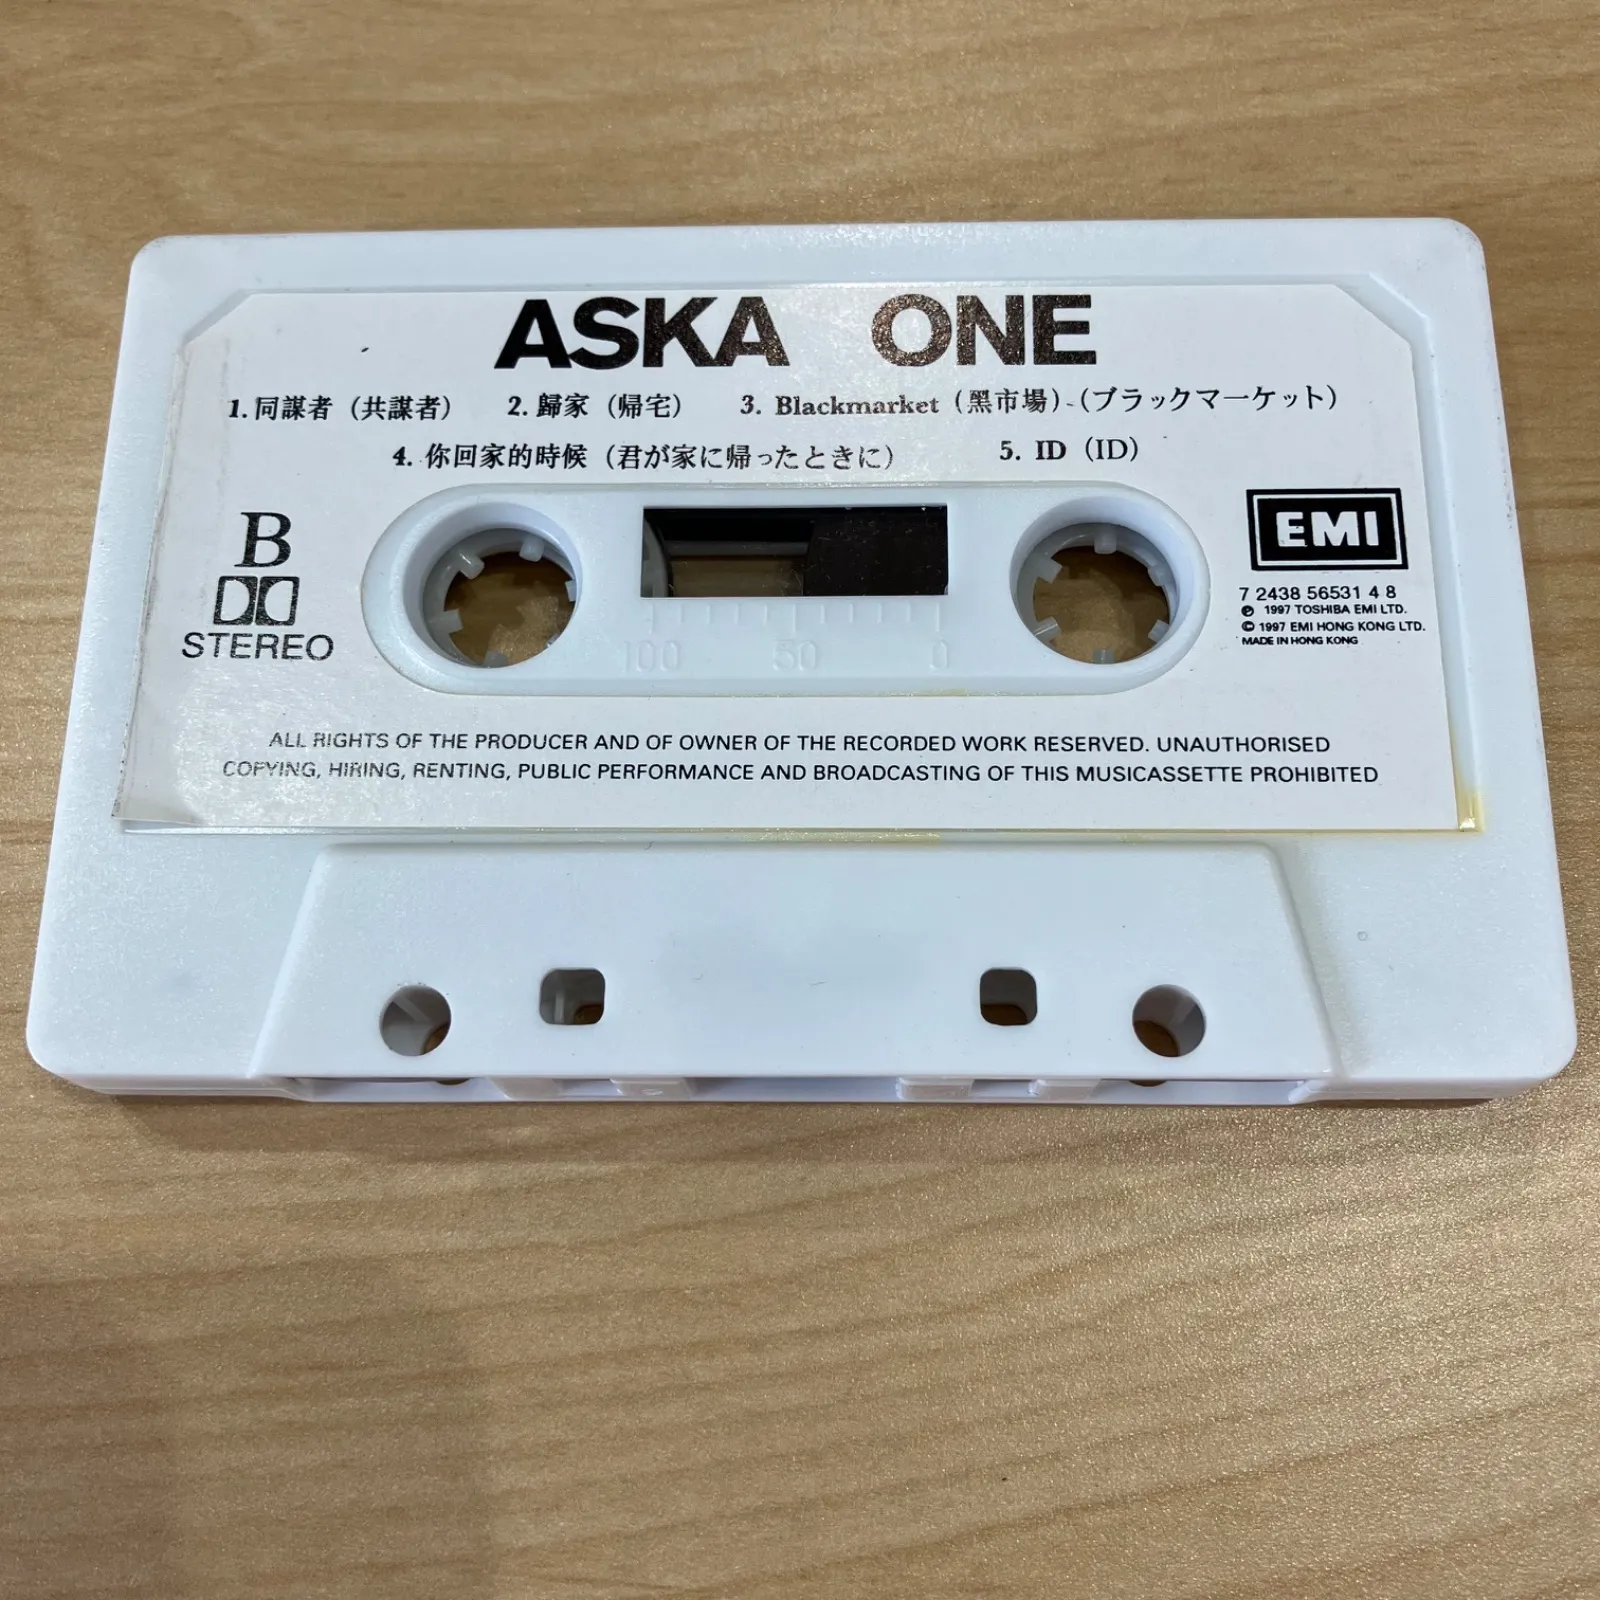 ASKA ONE
1. 同謀者 (共謀者) 2. 歸家 (帰宅) 3. Blackmarket (黑市場)-(ブラックマーケット)
4. 你回家的時候 (君が家に帰ったときに) 5. ID (ID)
B
STEREO
EMI
7 2438 56531 4 8
Ⓟ 1997 TOSHIBA EMI LTD.
© 1997 EMI HONG KONG LTD.
MADE IN HONG KONG
100 50 0
ALL RIGHTS OF THE PRODUCER AND OF OWNER OF THE RECORDED WORK RESERVED. UNAUTHORISED
COPYING, HIRING, RENTING, PUBLIC PERFORMANCE AND BROADCASTING OF THIS MUSICASSETTE PROHIBITED